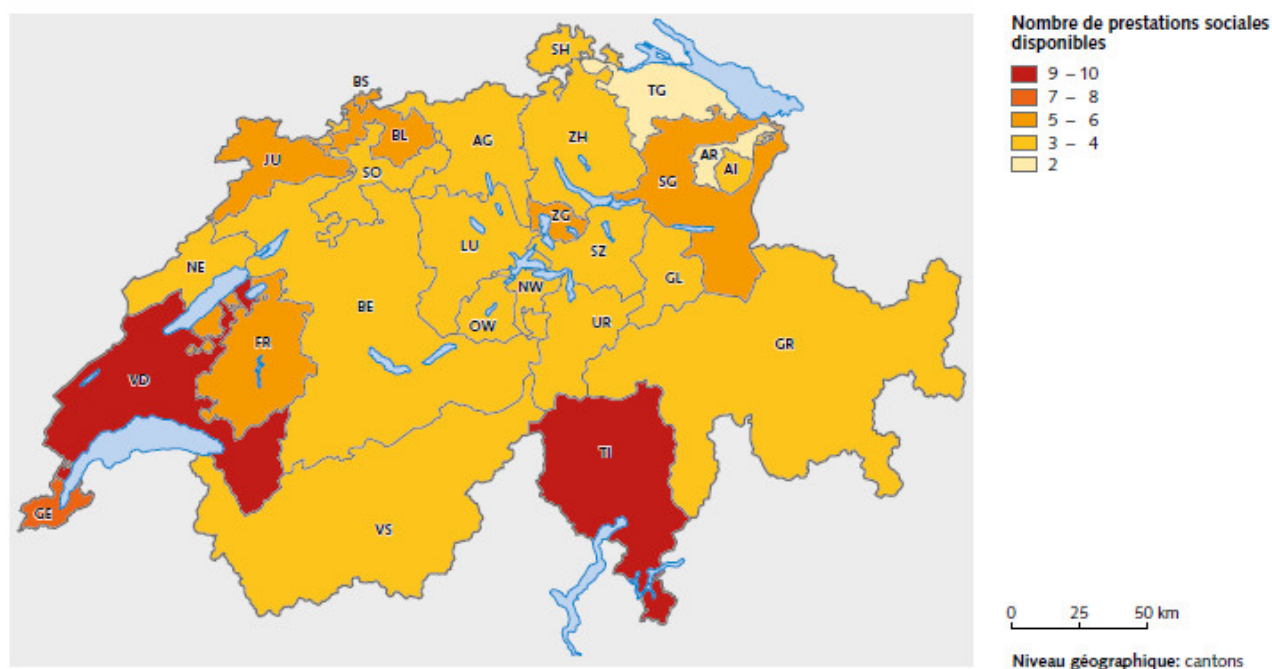 Nombre de prestations sociales
disponibles
9 – 10
7 – 8
5 – 6
3 – 4
2
SH
BS
TG
BL
AG
ZH
JU
SO
AR
AI
SG
ZG
LU
SZ
NE
GL
NW
BE
OW
UR
FR
GR
VD
TI
GE
VS
0 25 50 km
Niveau géographique: cantons